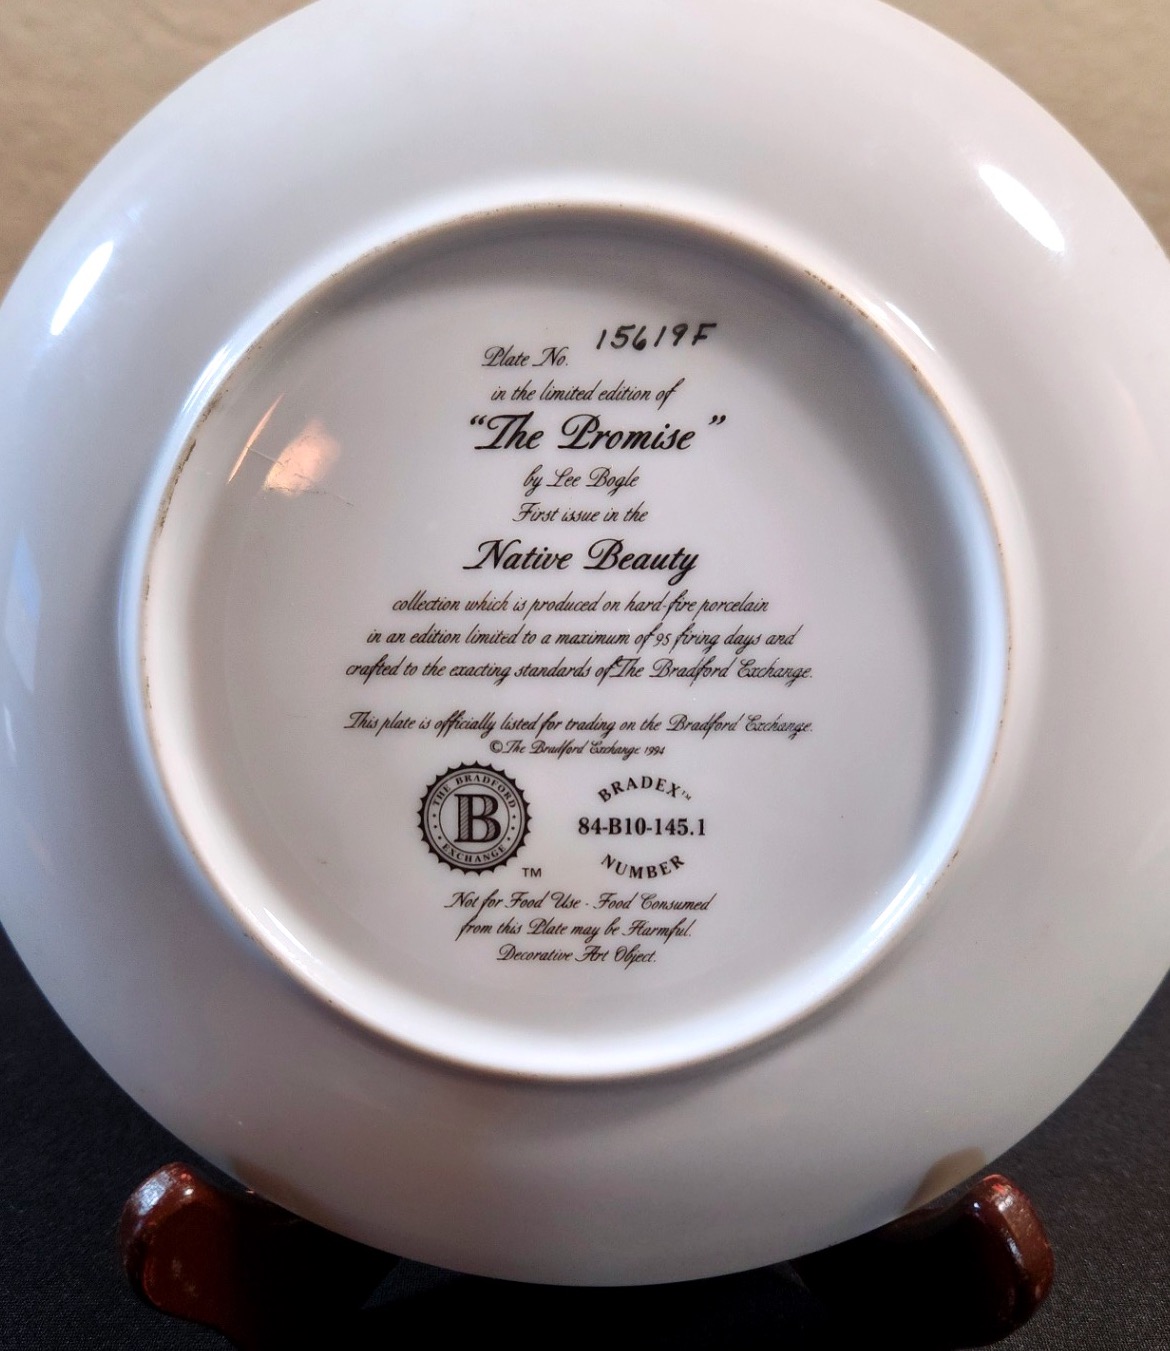 Plate No. 15619F
in the limited edition of
“The Promise”
by Lee Bogle
First issue in the
Native Beauty
collection which is produced on hard-fire porcelain
in an edition limited to a maximum of 95 firing days and
crafted to the exacting standards of The Bradford Exchange.
This plate is officially listed for trading on the Bradford Exchange.
© The Bradford Exchange 1994
THE BRADFORD
B
EXCHANGE
TM
BRADEX™
84-B10-145.1
NUMBER
Not for Food Use - Food Consumed
from this Plate may be Harmful.
Decorative Art Object.